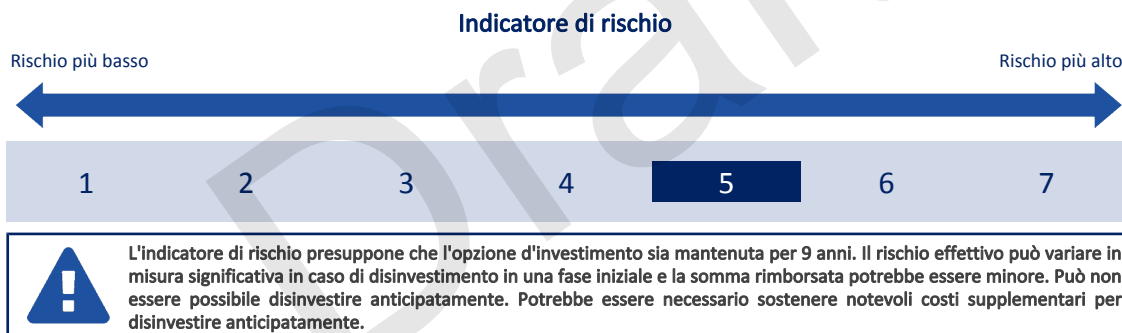 Indicatore di rischio
Rischio più basso
Rischio più alto
1 2 3 4 5 6 7
L'indicatore di rischio presuppone che l'opzione d'investimento sia mantenuta per 9 anni. Il rischio effettivo può variare in
misura significativa in caso di disinvestimento in una fase iniziale e la somma rimborsata potrebbe essere minore. Può non
essere possibile disinvestire anticipatamente. Potrebbe essere necessario sostenere notevoli costi supplementari per
disinvestire anticipatamente.